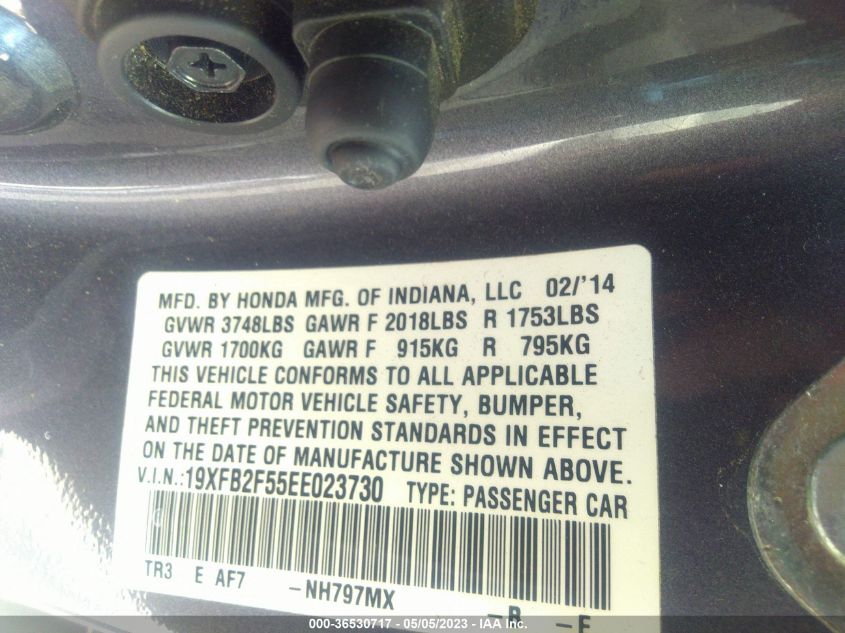 MFD. BY HONDA MFG. OF INDIANA, LLC 02/'14
GVWR 3748LBS GAWR F 2018LBS R 1753LBS
GVWR 1700KG GAWR F 915KG R 795KG
THIS VEHICLE CONFORMS TO ALL APPLICABLE
FEDERAL MOTOR VEHICLE SAFETY, BUMPER,
AND THEFT PREVENTION STANDARDS IN EFFECT
ON THE DATE OF MANUFACTURE SHOWN ABOVE.
V.I.N.:19XFB2F55EE023730 TYPE: PASSENGER CAR
TR3 E AF7 -NH797MX -B -E
000-36530717 - 05/05/2023 - IAA Inc.